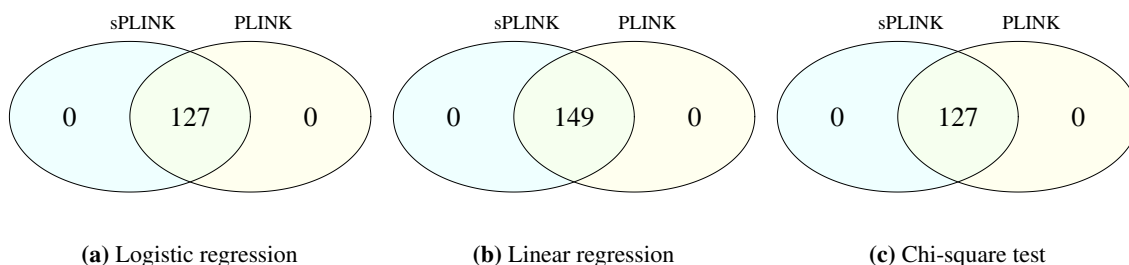 sPLINK PLINK sPLINK PLINK sPLINK PLINK
0 127 0 0 149 0 0 127 0
(a) Logistic regression (b) Linear regression (c) Chi-square test